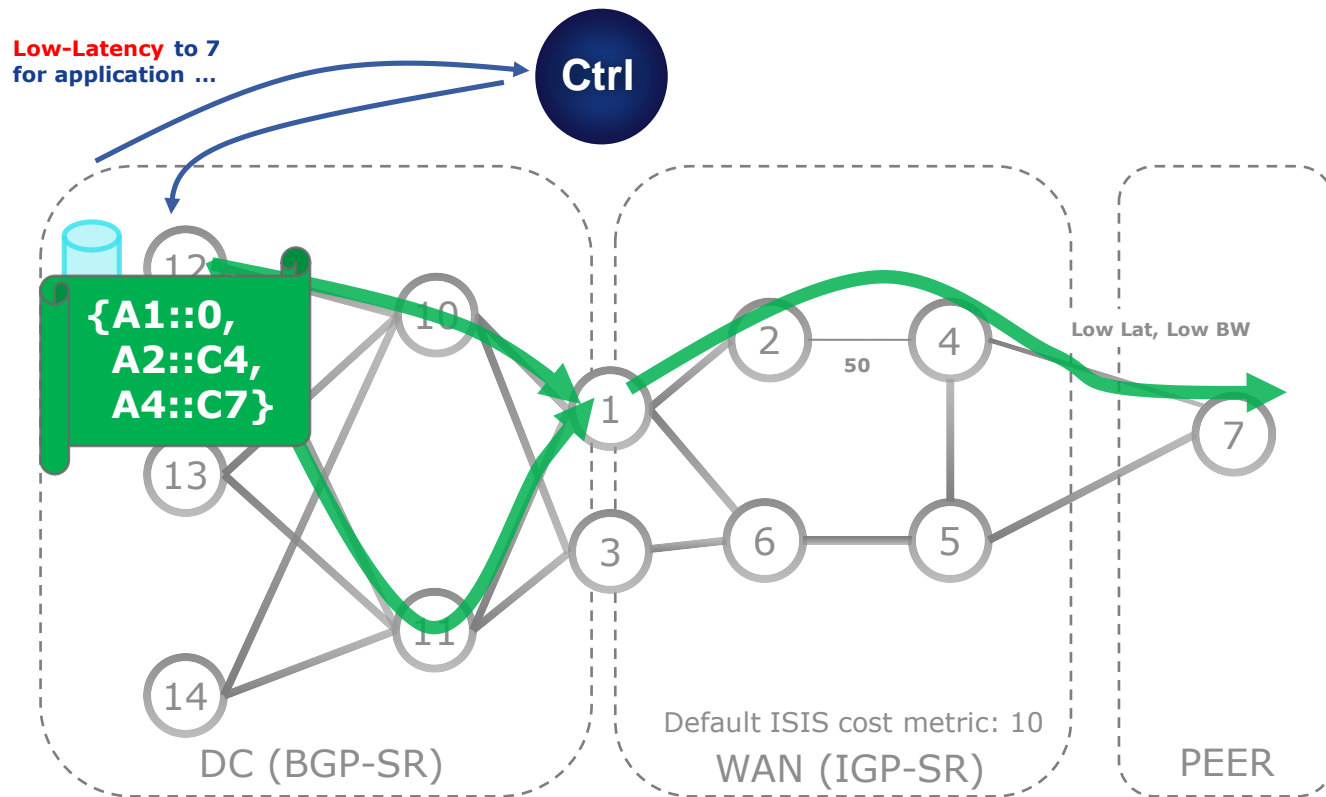 Low-Latency to 7
for application ...
Ctrl
12
{A1::0,
A2::C4,
A4::C7}
10
13
14
11
1
3
2
4
50
6
5
Low Lat, Low BW
7
Default ISIS cost metric: 10
DC (BGP-SR)
WAN (IGP-SR)
PEER